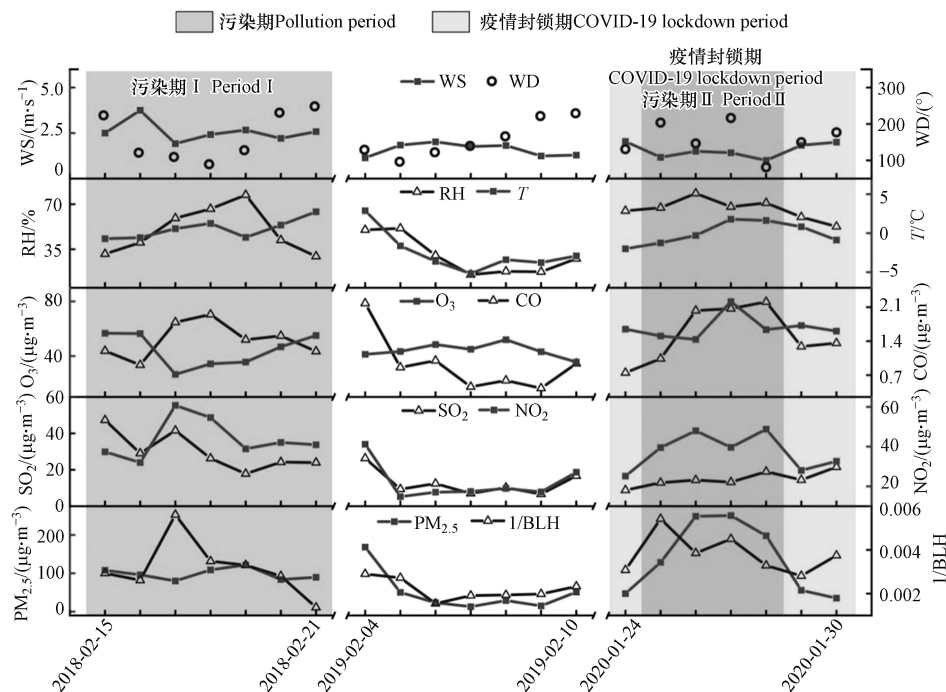 污染期Pollution period 疫情封锁期COVID-19 lockdown period
疫情封锁期
COVID-19 lockdown period
污染期 I Period I
WS WD
污染期 II Period II
WS/(m·s⁻¹)
5.0
2.5
0
300
200
100
WD/(°)
RH T
RH/%
70
35
5
0
−5
T/℃
O₃ CO
O₃/(μg·m⁻³)
80
40
2.1
1.4
0.7
CO/(μg·m⁻³)
SO₂ NO₂
SO₂/(μg·m⁻³)
60
40
20
0
60
40
20
NO₂/(μg·m⁻³)
PM₂.₅ 1/BLH
PM₂.₅/(μg·m⁻³)
200
100
0
0.006
0.004
0.002
1/BLH
2018-02-15
2018-02-21
2019-02-04
2019-02-10
2020-01-24
2020-01-30